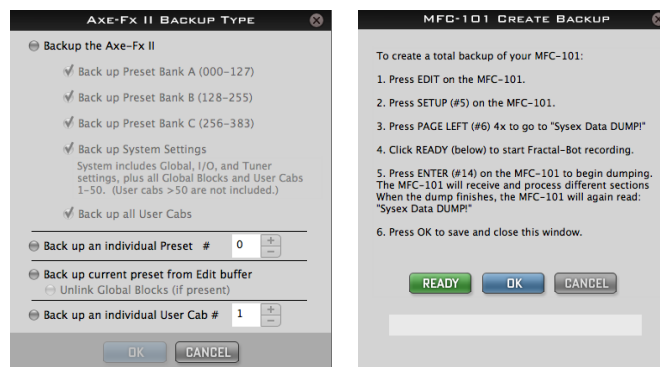 Axe-Fx II Backup Type
Backup the Axe-Fx II
Back up Preset Bank A (000-127)
Back up Preset Bank B (128-255)
Back up Preset Bank C (256-383)
Back up System Settings
System includes Global, I/O, and Tuner
settings, plus all Global Blocks and User Cabs
1-50. (User cabs >50 are not included.)
Back up all User Cabs
Back up an individual Preset # 0
Back up current preset from Edit buffer
Unlink Global Blocks (if present)
Back up an individual User Cab # 1
OK CANCEL
MFC-101 Create Backup
To create a total backup of your MFC-101:
1. Press EDIT on the MFC-101.
2. Press SETUP (#5) on the MFC-101.
3. Press PAGE LEFT (#6) 4x to go to "Sysex Data DUMP!"
4. Click READY (below) to start Fractal-Bot recording.
5. Press ENTER (#14) on the MFC-101 to begin dumping.
The MFC-101 will receive and process different sections
When the dump finishes, the MFC-101 will again read:
"Sysex Data DUMP!"
6. Press OK to save and close this window.
READY OK CANCEL